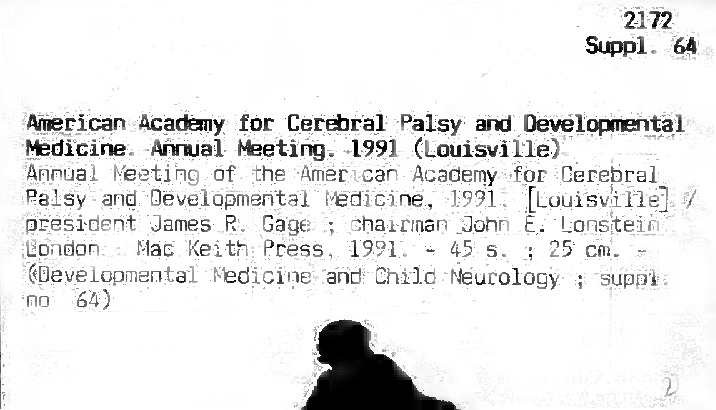 2172
Suppl. 64
American Academy for Cerebral Palsy and Developmental
Medicine. Annual Meeting. 1991 (Louisville)
Annual Meeting of the American Academy for Cerebral
Palsy and Developmental Medicine, 1991. [Louisville] /
president James R. Gage ; chairman John E. Lonstein
London : Mac Keith Press, 1991. - 45 s. ; 25 cm. -
(Developmental Medicine and Child Neurology ; suppl.
no 64)
2